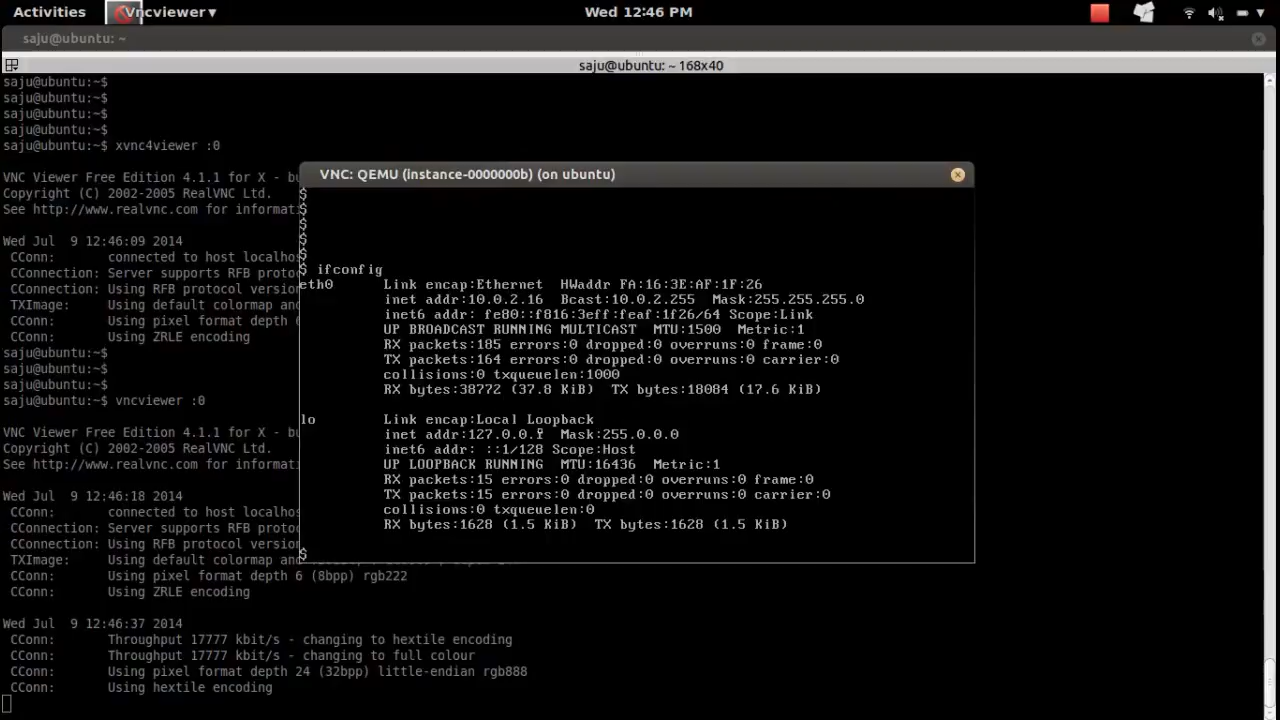 Activities Vncviewer▾ Wed 12:46 PM
saju@ubuntu: ~
saju@ubuntu: ~ 168x40
saju@ubuntu:~$
saju@ubuntu:~$
saju@ubuntu:~$
saju@ubuntu:~$
saju@ubuntu:~$ xvnc4viewer :0
VNC Viewer Free Edition 4.1.1 for X -
Copyright (C) 2002-2005 RealVNC Ltd.
See http://www.realvnc.com for
Wed Jul  9 12:46:09 2014
CConn: connected to host
CConnection: Server supports RFB
CConnection: Using RFB protocol
TXImage: Using default colormap and
CConn: Using pixel format depth
CConn: Using ZRLE encoding
saju@ubuntu:~$
saju@ubuntu:~$
saju@ubuntu:~$
saju@ubuntu:~$ vncviewer :0
VNC Viewer Free Edition 4.1.1 for X -
Copyright (C) 2002-2005 RealVNC Ltd.
See http://www.realvnc.com for
Wed Jul  9 12:46:18 2014
CConn: connected to host
CConnection: Server supports RFB
CConnection: Using RFB protocol
TXImage: Using default colormap and
CConn: Using pixel format depth 6 (8bpp) rgb222
CConn: Using ZRLE encoding
Wed Jul  9 12:46:37 2014
CConn: Throughput 17777 kbit/s - changing to hextile encoding
CConn: Throughput 17777 kbit/s - changing to full colour
CConn: Using pixel format depth 24 (32bpp) little-endian rgb888
CConn: Using hextile encoding
VNC: QEMU (instance-0000000b) (on ubuntu)
$
$
$
$
$
$ ifconfig
eth0 Link encap:Ethernet HWaddr FA:16:3E:AF:1F:26
inet addr:10.0.2.16 Bcast:10.0.2.255 Mask:255.255.255.0
inet6 addr: fe80::f816:3eff:feaf:1f26/64 Scope:Link
UP BROADCAST RUNNING MULTICAST MTU:1500 Metric:1
RX packets:185 errors:0 dropped:0 overruns:0 frame:0
TX packets:164 errors:0 dropped:0 overruns:0 carrier:0
collisions:0 txqueuelen:1000
RX bytes:38772 (37.8 KiB) TX bytes:18084 (17.6 KiB)
lo Link encap:Local Loopback
inet addr:127.0.0.1 Mask:255.0.0.0
inet6 addr: ::1/128 Scope:Host
UP LOOPBACK RUNNING MTU:16436 Metric:1
RX packets:15 errors:0 dropped:0 overruns:0 frame:0
TX packets:15 errors:0 dropped:0 overruns:0 carrier:0
collisions:0 txqueuelen:0
RX bytes:1628 (1.5 KiB) TX bytes:1628 (1.5 KiB)
$